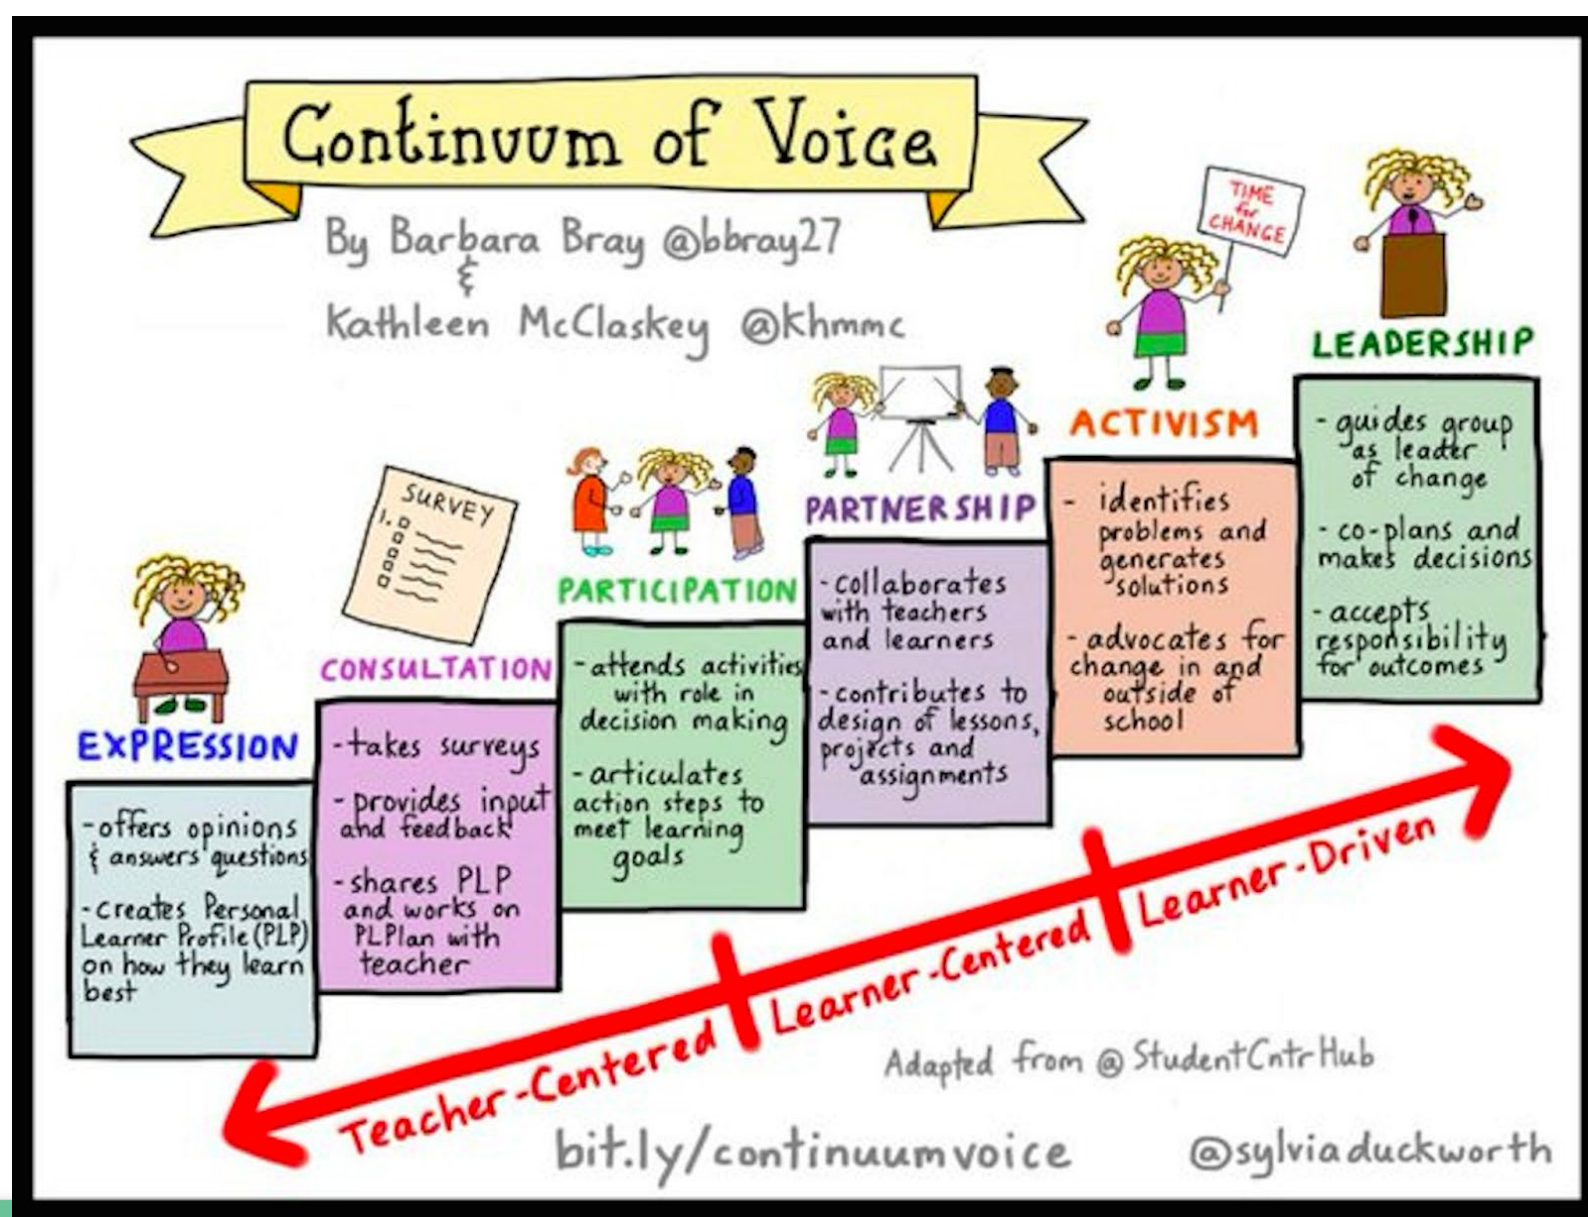 Continuum of Voice
By Barbara Bray @bbray27
&
Kathleen McClaskey @khmmc
EXPRESSION
-offers opinions
& answers questions
-creates Personal
Learner Profile (PLP)
on how they learn
best
SURVEY
1.
CONSULTATION
-takes surveys
- provides input
and feedback
-shares PLP
and works on
PLPlan with
teacher
PARTICIPATION
-attends activities
with role in
decision making
-articulates
action steps to
meet learning
goals
PARTNERSHIP
-collaborates
with teachers
and learners
-contributes to
design of lessons,
projects and
assignments
TIME
for
CHANGE
ACTIVISM
- identifies
problems and
generates
solutions
-advocates for
change in and
outside of
school
LEADERSHIP
-guides group
as leader
of change
- co-plans and
makes decisions
-accepts
responsibility
for outcomes
Teacher-Centered
Learner-Centered
Learner-Driven
Adapted from @StudentCntrHub
bit.ly/continuumvoice
@sylviaduckworth